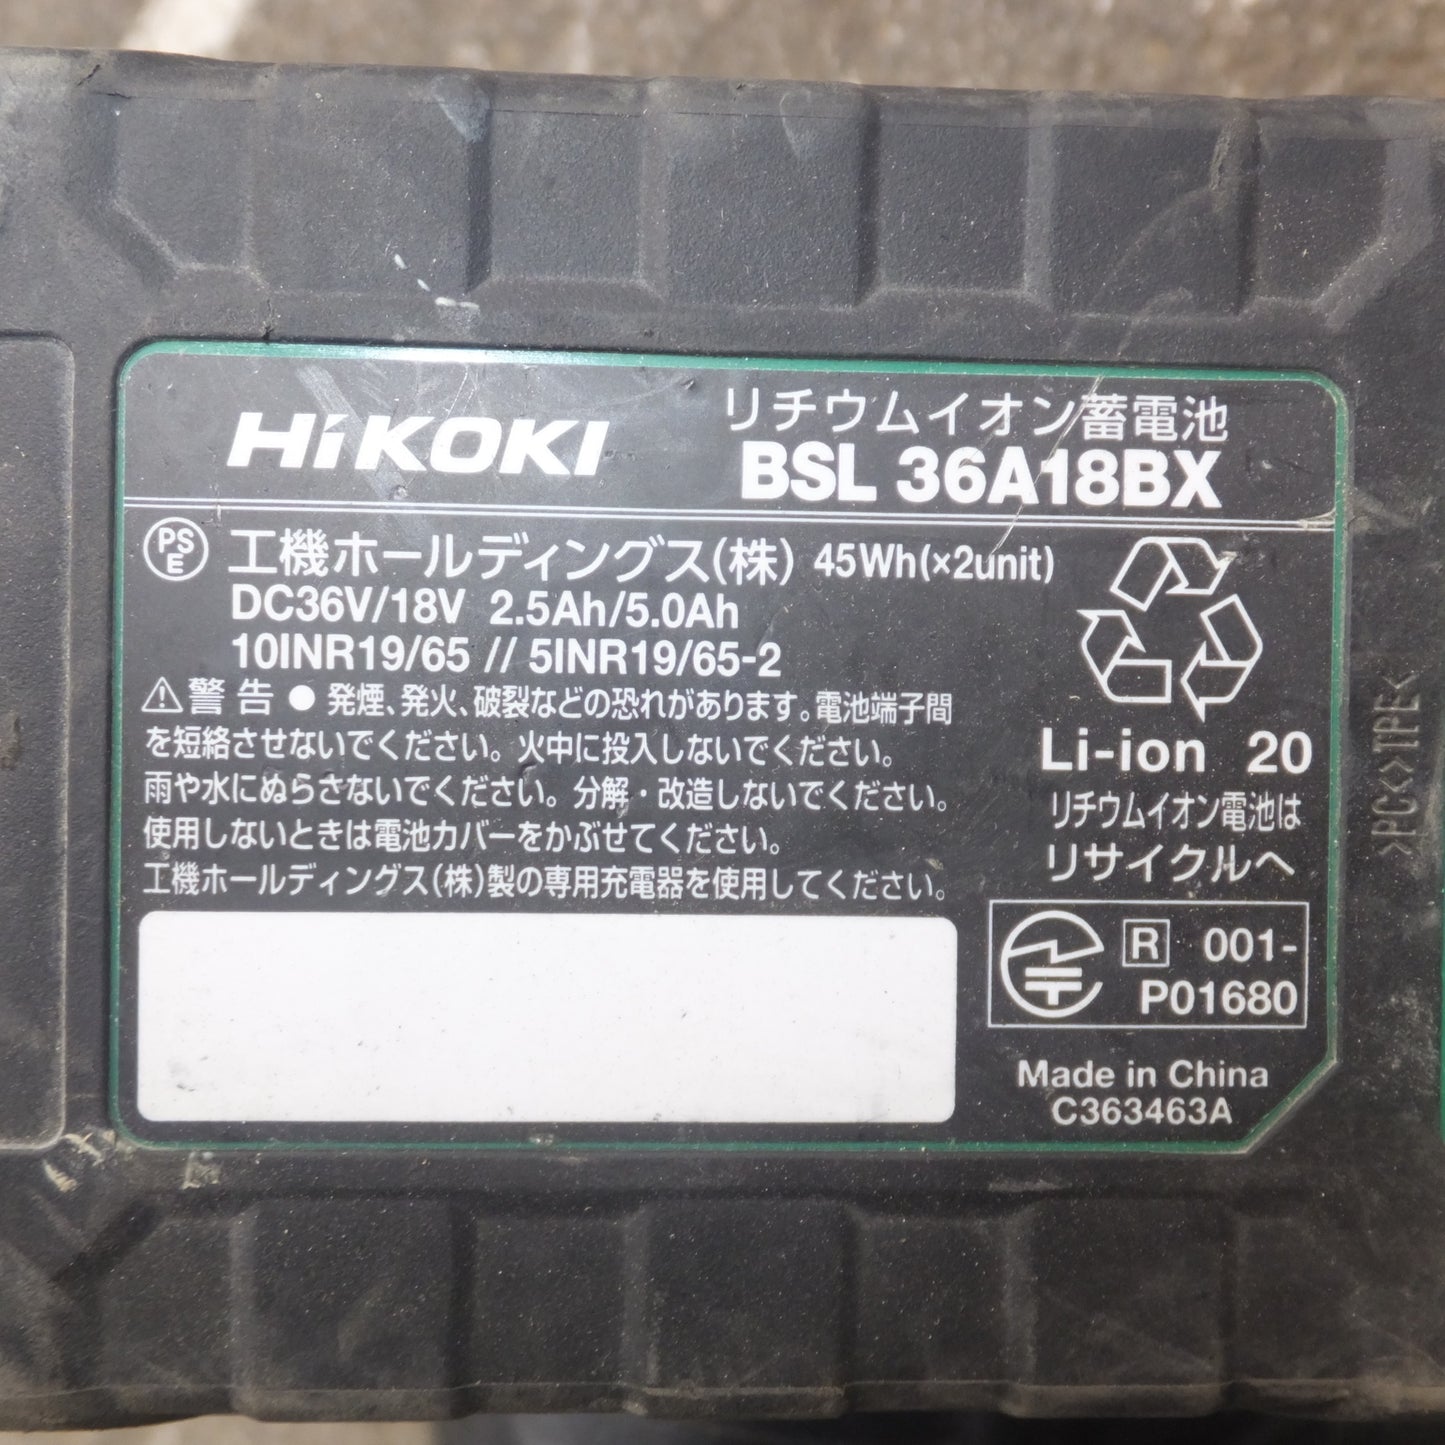 HiKOKI
リチウムイオン蓄電池
BSL 36A18BX
PS
E
工機ホールディングス(株) 45Wh(×2unit)
DC36V/18V 2.5Ah/5.0Ah
10INR19/65 // 5INR19/65-2
⚠警告 ● 発煙、発火、破裂などの恐れがあります。電池端子間
を短絡させないでください。火中に投入しないでください。
雨や水にぬらさないでください。分解・改造しないでください。
使用しないときは電池カバーをかぶせてください。
工機ホールディングス(株)製の専用充電器を使用してください。
Li-ion 20
リチウムイオン電池は
リサイクルへ
R 001-
P01680
Made in China
C363463A
>PC<>TPE<